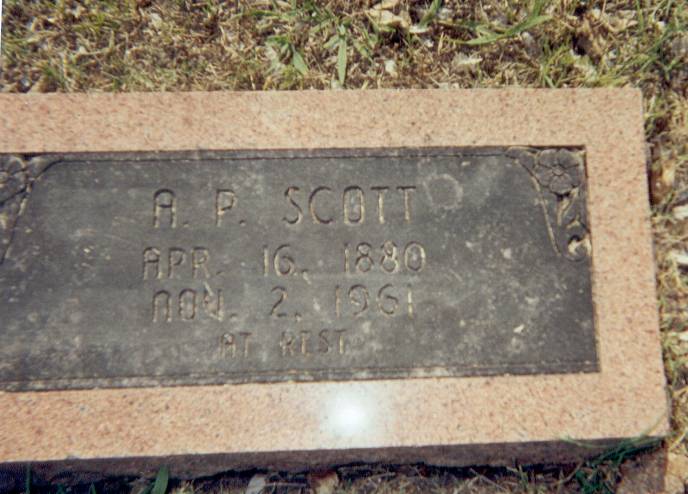 A. P. SCOTT
APR. 16, 1880
NOV. 2, 1961
AT REST